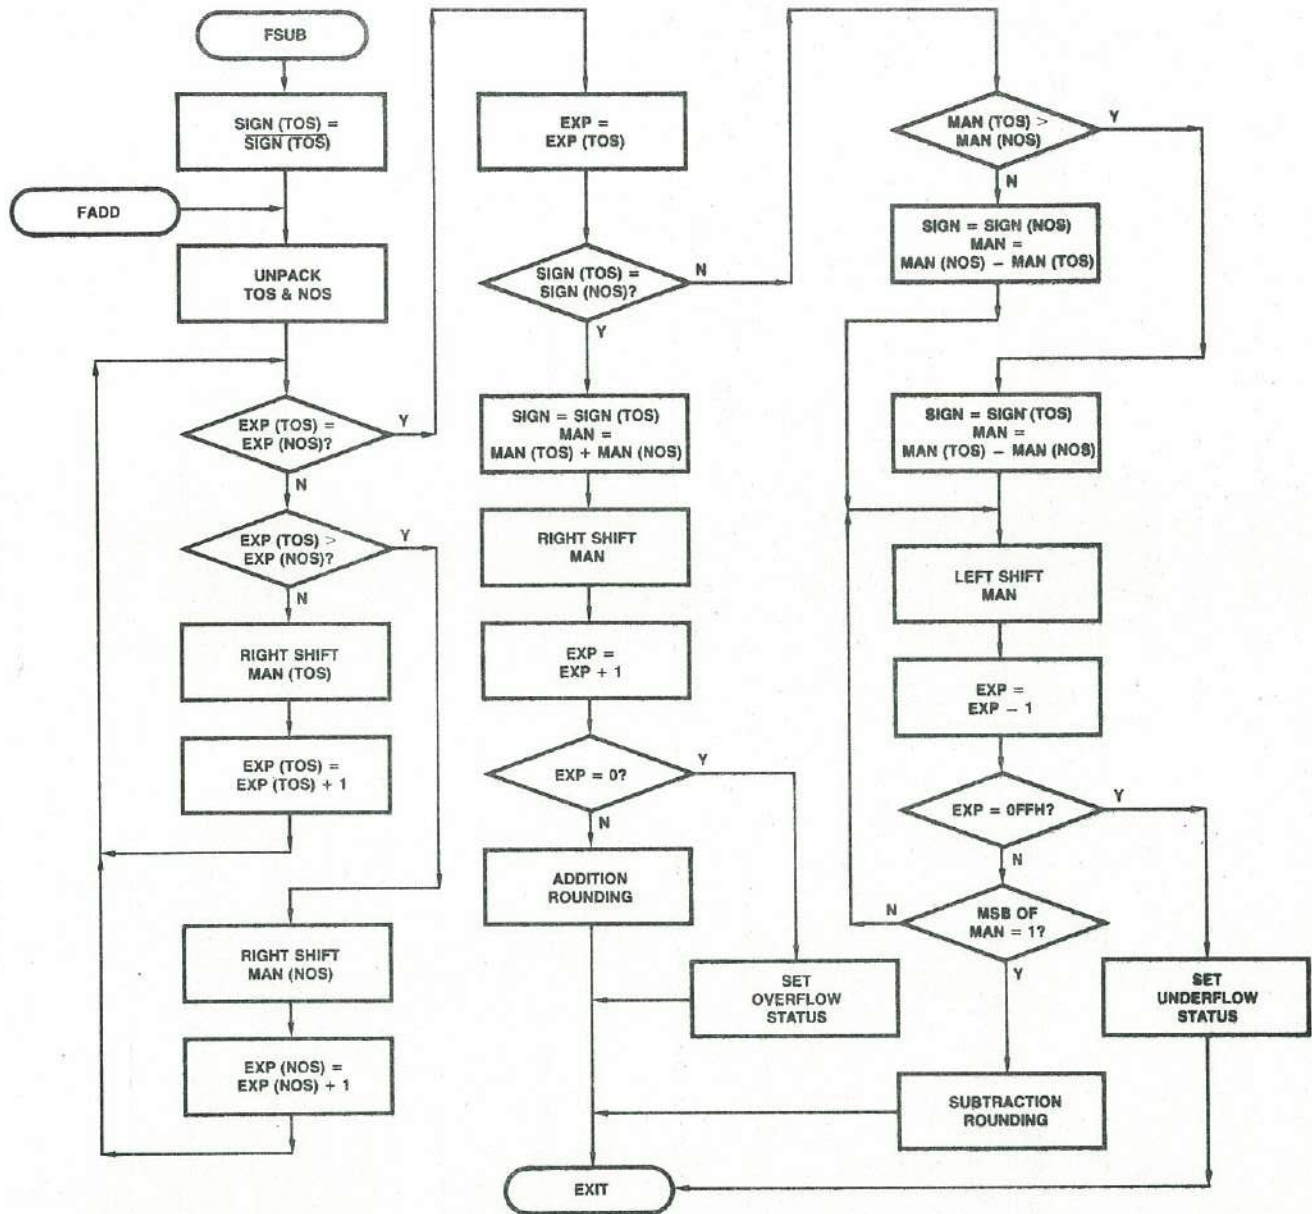 FSUB
SIGN (TOS) =
SIGN (TOS)
FADD
UNPACK
TOS & NOS
EXP (TOS) =
EXP (NOS)?
Y
N
EXP (TOS) >
EXP (NOS)?
Y
N
RIGHT SHIFT
MAN (TOS)
EXP (TOS) =
EXP (TOS) + 1
RIGHT SHIFT
MAN (NOS)
EXP (NOS) =
EXP (NOS) + 1
EXP =
EXP (TOS)
SIGN (TOS) =
SIGN (NOS)?
N
Y
SIGN = SIGN (TOS)
MAN =
MAN (TOS) + MAN (NOS)
RIGHT SHIFT
MAN
EXP =
EXP + 1
EXP = 0?
Y
N
ADDITION
ROUNDING
SET
OVERFLOW
STATUS
MAN (TOS) >
MAN (NOS)
Y
N
SIGN = SIGN (NOS)
MAN =
MAN (NOS) − MAN (TOS)
SIGN = SIGN (TOS)
MAN =
MAN (TOS) − MAN (NOS)
LEFT SHIFT
MAN
EXP =
EXP − 1
EXP = 0FFH?
Y
N
MSB OF
MAN = 1?
N
Y
SET
UNDERFLOW
STATUS
SUBTRACTION
ROUNDING
EXIT